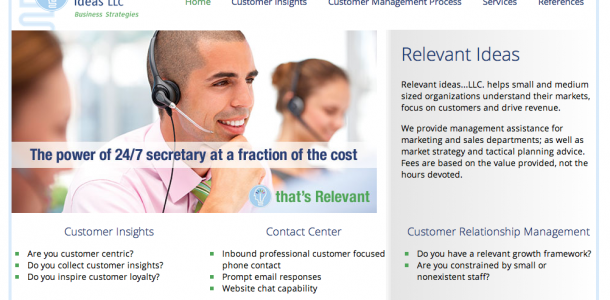 ideas LLC
Business Strategies
Home Customer Insights Customer Management Process Services References
The power of 24/7 secretary at a fraction of the cost
that's Relevant
Relevant Ideas
Relevant ideas...LLC. helps small and medium
sized organizations understand their markets,
focus on customers and drive revenue.
We provide management assistance for
marketing and sales departments; as well as
market strategy and tactical planning advice.
Fees are based on the value provided, not the
hours devoted.
Customer Insights
Are you customer centric?
Do you collect customer insights?
Do you inspire customer loyalty?
Contact Center
Inbound professional customer focused
phone contact
Prompt email responses
Website chat capability
Customer Relationship Management
Do you have a relevant growth framework?
Are you constrained by small or
nonexistent staff?